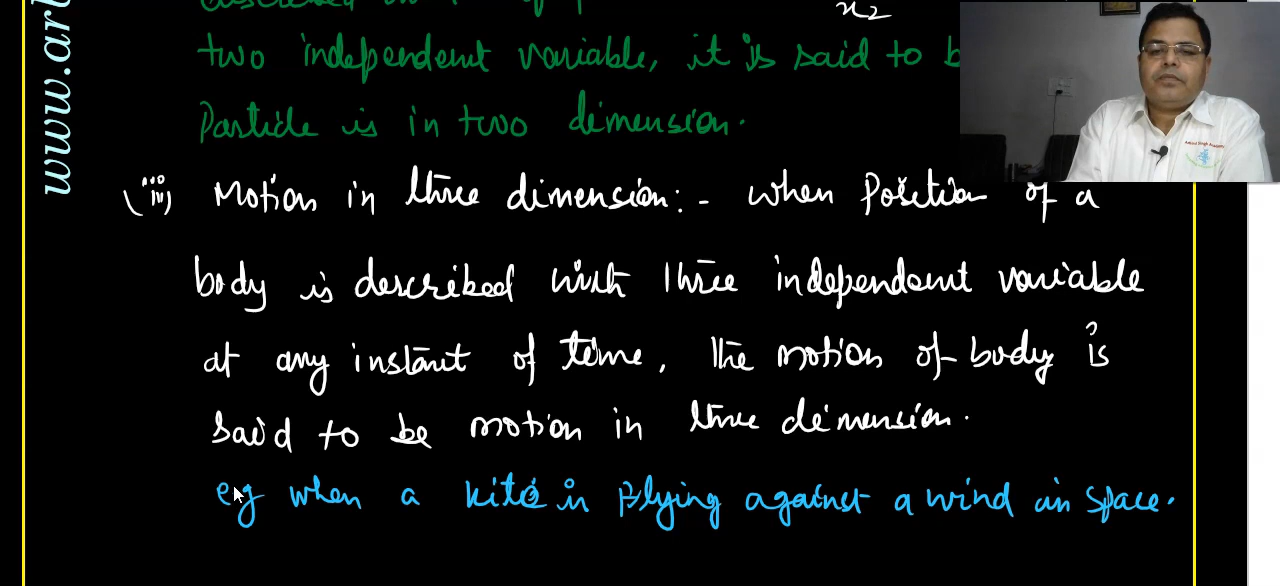 x2
two independent variable, it is said to b
Particle is in two dimension.
(iii) Motion in three dimension:- when Position of a
body is described with three independent variable
at any instant of time, the motion of body is
said to be motion in three dimension.
eg when a kite is flying against a wind in space.
www.ar